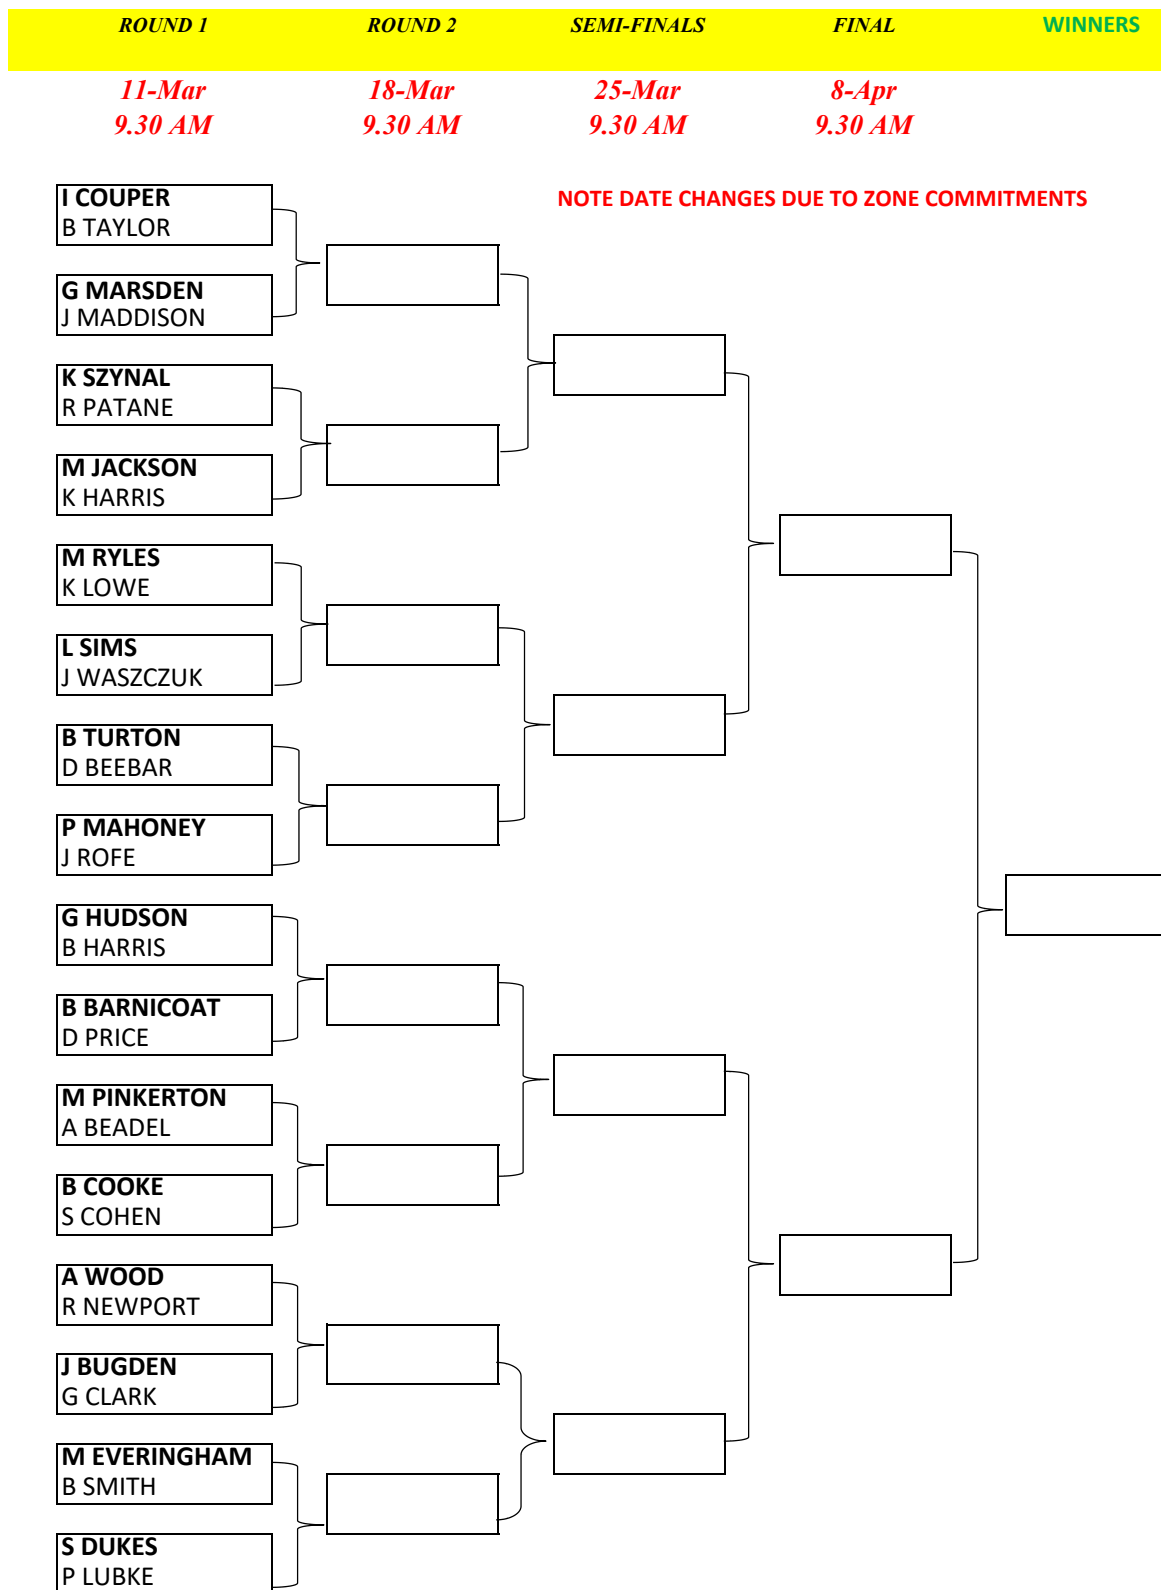 ROUND 1 ROUND 2 SEMI-FINALS FINAL WINNERS
11-Mar 18-Mar 25-Mar 8-Apr
9.30 AM 9.30 AM 9.30 AM 9.30 AM
NOTE DATE CHANGES DUE TO ZONE COMMITMENTS
I COUPER
B TAYLOR
G MARSDEN
J MADDISON
K SZYNAL
R PATANE
M JACKSON
K HARRIS
M RYLES
K LOWE
L SIMS
J WASZCZUK
B TURTON
D BEEBAR
P MAHONEY
J ROFE
G HUDSON
B HARRIS
B BARNICOAT
D PRICE
M PINKERTON
A BEADEL
B COOKE
S COHEN
A WOOD
R NEWPORT
J BUGDEN
G CLARK
M EVERINGHAM
B SMITH
S DUKES
P LUBKE